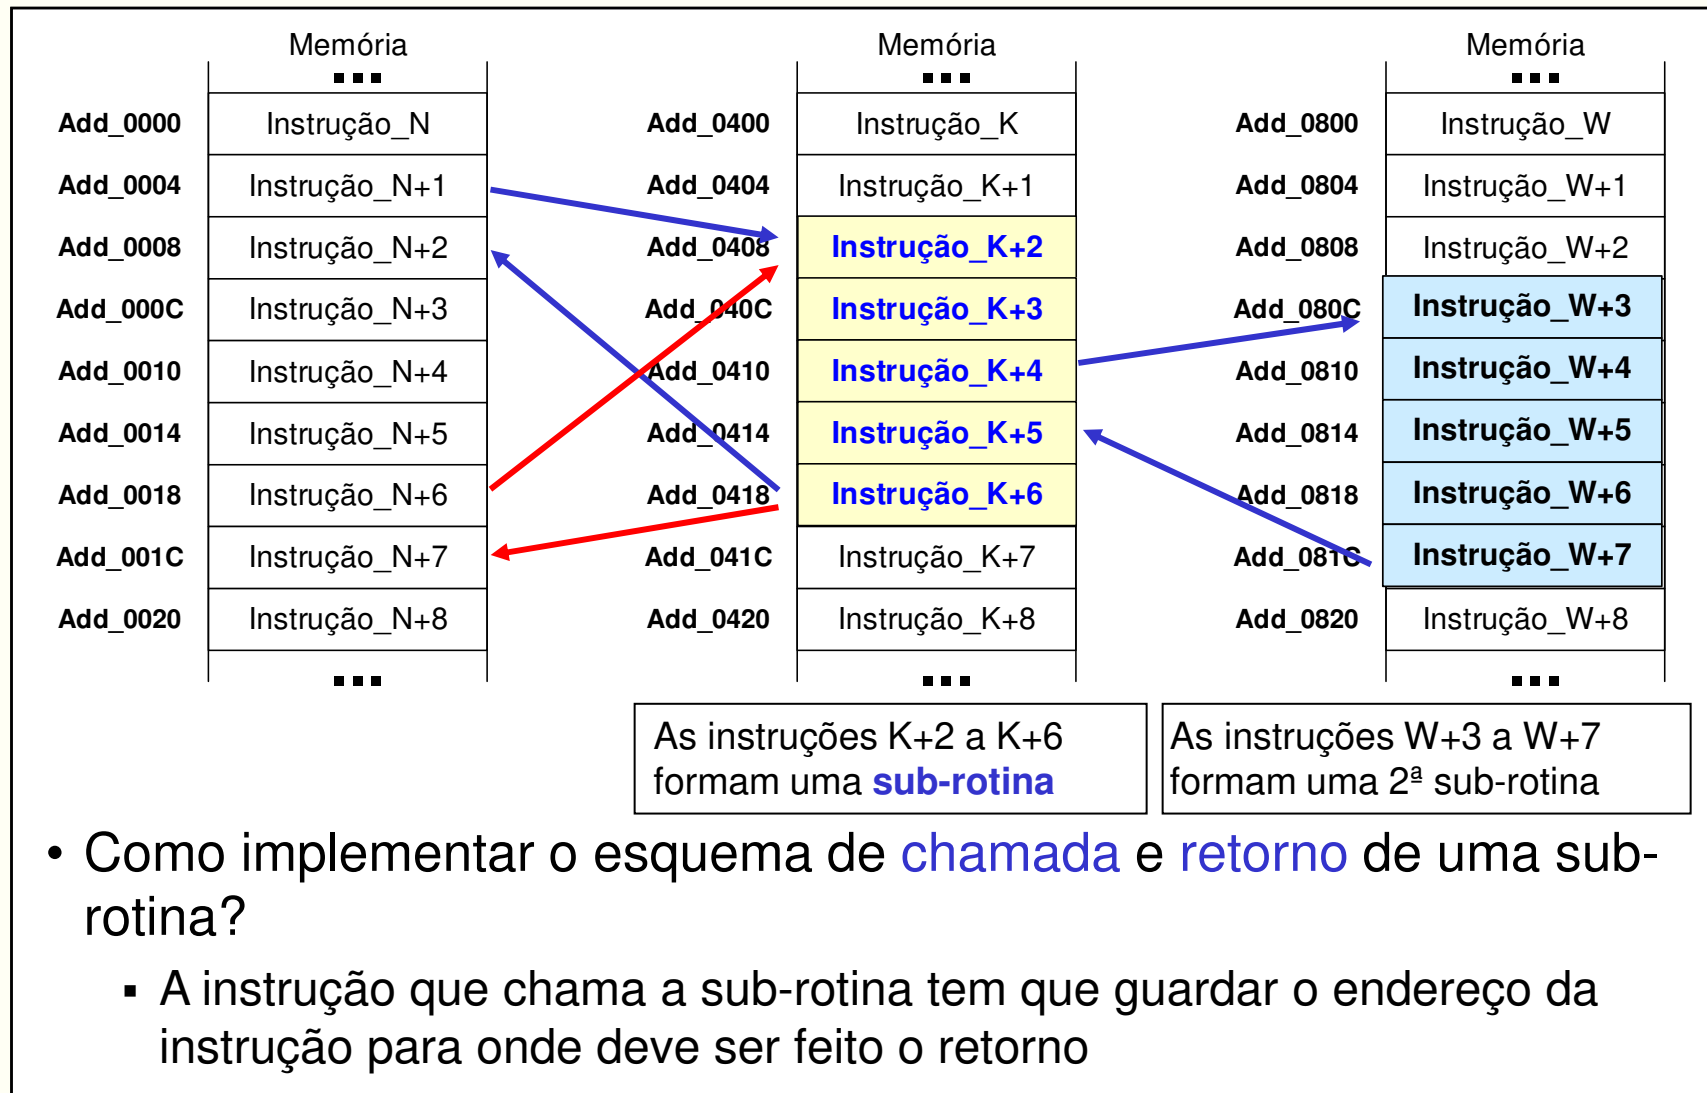 Memória Memória Memória
Add_0000 Instrução_N Add_0400 Instrução_K Add_0800 Instrução_W
Add_0004 Instrução_N+1 Add_0404 Instrução_K+1 Add_0804 Instrução_W+1
Add_0008 Instrução_N+2 Add_0408 Instrução_K+2 Add_0808 Instrução_W+2
Add_000C Instrução_N+3 Add_040C Instrução_K+3 Add_080C Instrução_W+3
Add_0010 Instrução_N+4 Add_0410 Instrução_K+4 Add_0810 Instrução_W+4
Add_0014 Instrução_N+5 Add_0414 Instrução_K+5 Add_0814 Instrução_W+5
Add_0018 Instrução_N+6 Add_0418 Instrução_K+6 Add_0818 Instrução_W+6
Add_001C Instrução_N+7 Add_041C Instrução_K+7 Add_081C Instrução_W+7
Add_0020 Instrução_N+8 Add_0420 Instrução_K+8 Add_0820 Instrução_W+8
As instruções K+2 a K+6
formam uma sub-rotina
As instruções W+3 a W+7
formam uma 2ª sub-rotina
• Como implementar o esquema de chamada e retorno de uma sub-
rotina?
▪ A instrução que chama a sub-rotina tem que guardar o endereço da
instrução para onde deve ser feito o retorno